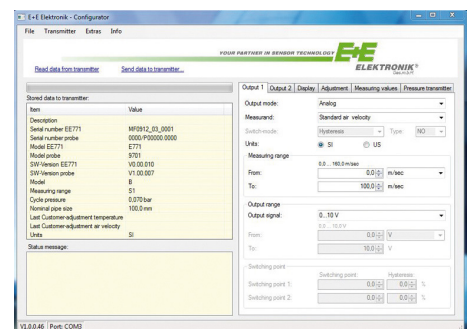 E+E Elektronik - Configurator
File Transmitter Extras Info
YOUR PARTNER IN SENSOR TECHNOLOGY
E+E
ELEKTRONIK®
Ges.m.b.H.
Read data from transmitter Send data to transmitter...
Stored data to transmitter:
Item Value
Description
Serial number EE771 MF0912_03_0001
Serial number probe 0000/P00000.0000
Model EE771 E771
Model probe 9701
SW-Version EE771 V0.00.010
SW-Version probe V1.00.007
Model B
Measuring range S1
Cycle pressure 0,070 bar
Nominal pipe size 100,0 mm
Last Customer-adjustment temperature
Last Customer-adjustment air velocity
Units SI
Status message:
V1.0.0.46 Port: COM3
Output 1 Output 2 Display Adjustment Measuring values Pressure transmitter
Output mode: Analog
Measurand: Standard air velocity
Switch-mode: Hysteresis Type: NO
Units: SI US
Measuring range
0,0...160,0 m/sec
From: 0,0 m/sec
To: 100,0 m/sec
Output range
Output signal: 0...10 V
0,0 ... 10,0 V
From: 0,0 V
To: 10,0 V
Switching point
Switching point Hysteresis
Switching point 1: 0,0 0,0 %
Switching point 2: 0,0 0,0 %